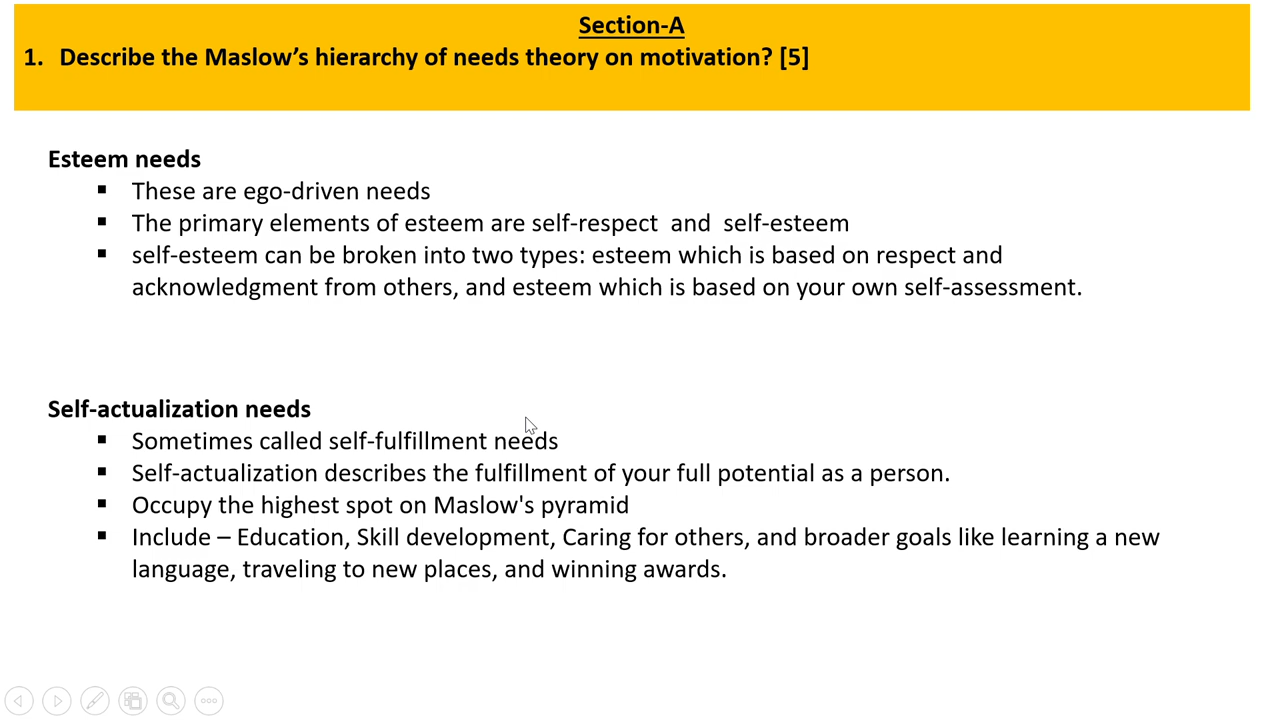 Section-A
1. Describe the Maslow’s hierarchy of needs theory on motivation? [5]
Esteem needs
▪ These are ego-driven needs
▪ The primary elements of esteem are self-respect and self-esteem
▪ self-esteem can be broken into two types: esteem which is based on respect and
acknowledgment from others, and esteem which is based on your own self-assessment.
Self-actualization needs
▪ Sometimes called self-fulfillment needs
▪ Self-actualization describes the fulfillment of your full potential as a person.
▪ Occupy the highest spot on Maslow's pyramid
▪ Include – Education, Skill development, Caring for others, and broader goals like learning a new
language, traveling to new places, and winning awards.